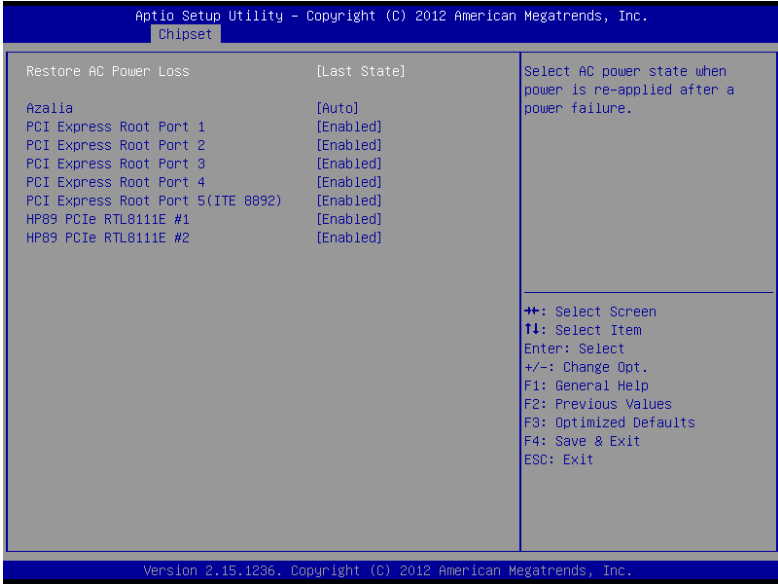 Aptio Setup Utility – Copyright (C) 2012 American Megatrends, Inc.
Chipset
Restore AC Power Loss [Last State]
Azalia [Auto]
PCI Express Root Port 1 [Enabled]
PCI Express Root Port 2 [Enabled]
PCI Express Root Port 3 [Enabled]
PCI Express Root Port 4 [Enabled]
PCI Express Root Port 5(ITE 8892) [Enabled]
HP89 PCIe RTL8111E #1 [Enabled]
HP89 PCIe RTL8111E #2 [Enabled]
Select AC power state when
power is re-applied after a
power failure.
→←: Select Screen
↑↓: Select Item
Enter: Select
+/-: Change Opt.
F1: General Help
F2: Previous Values
F3: Optimized Defaults
F4: Save & Exit
ESC: Exit
Version 2.15.1236. Copyright (C) 2012 American Megatrends, Inc.